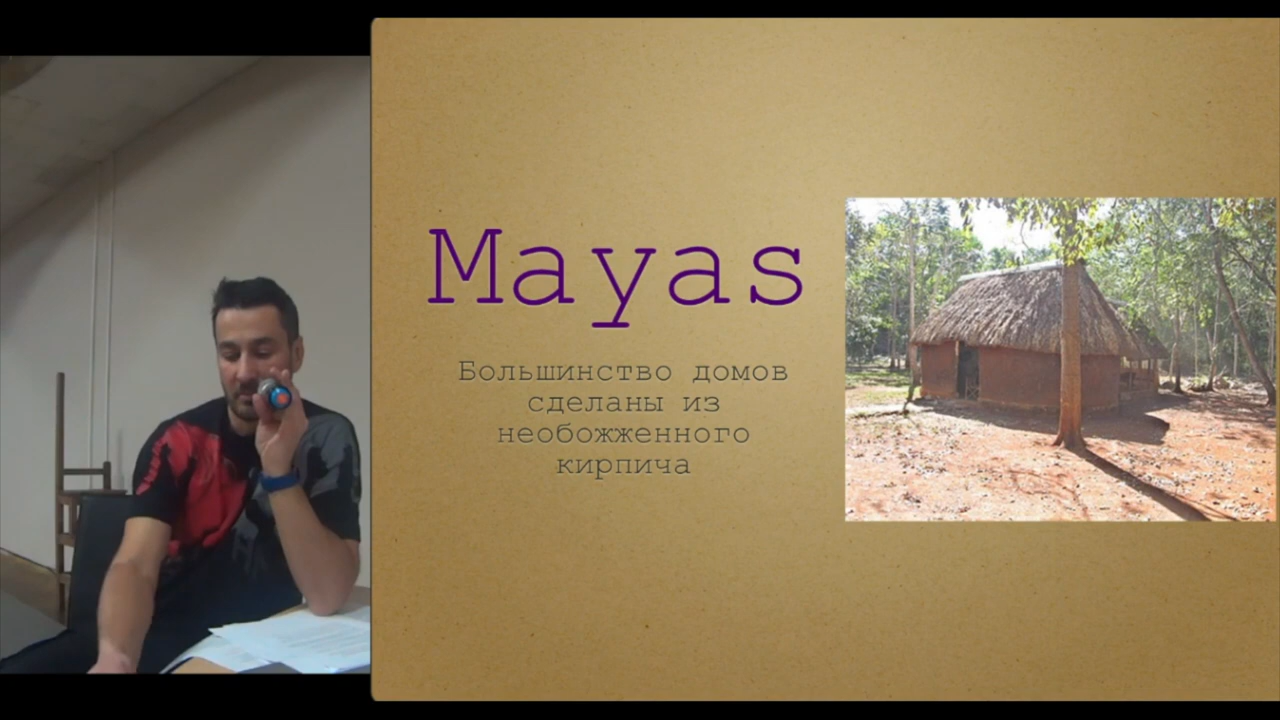 Mayas
Большинство домов
сделаны из
необожженного
кирпича